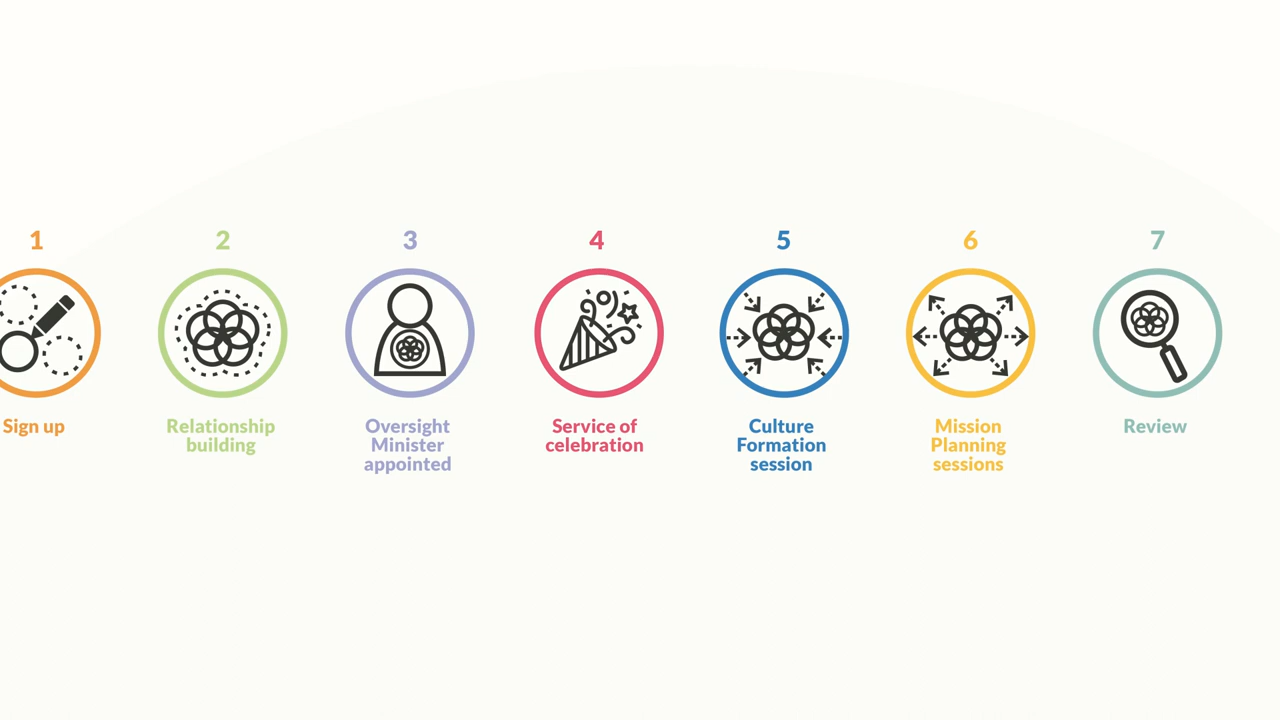 1
2
3
4
5
6
7
Sign up
Relationship
building
Oversight
Minister
appointed
Service of
celebration
Culture
Formation
session
Mission
Planning
sessions
Review